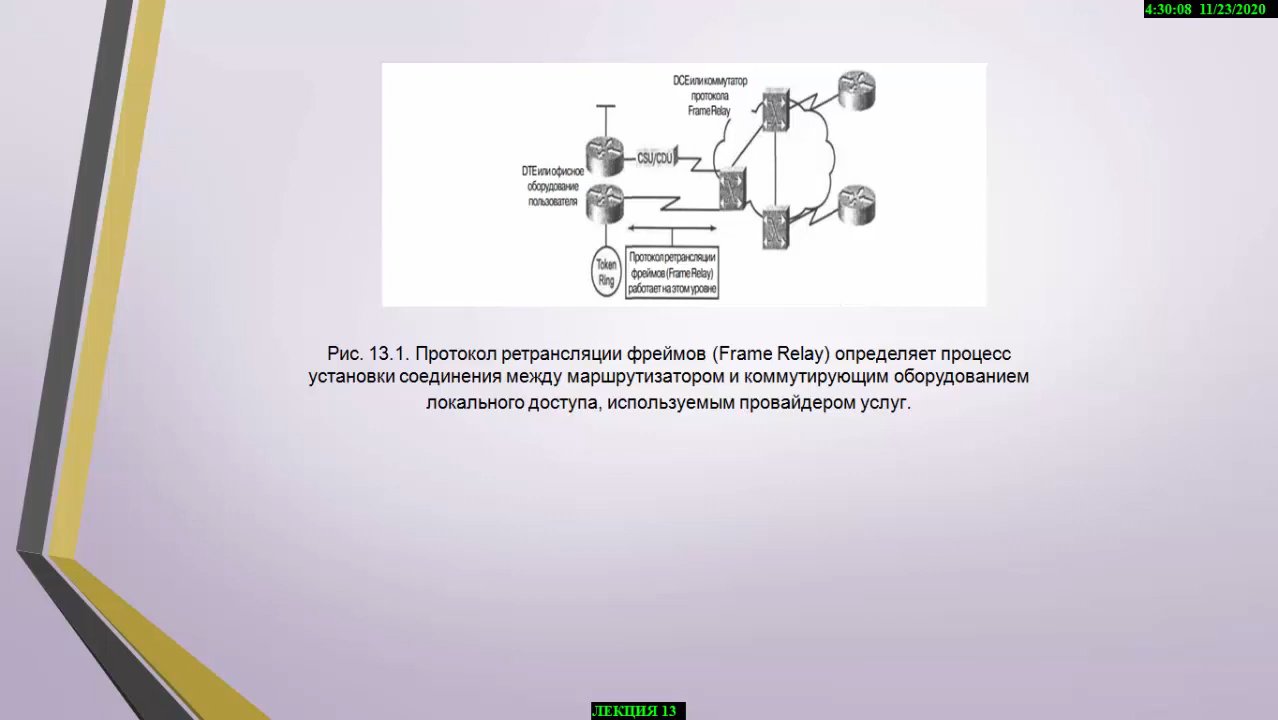 4:30:08 11/23/2020
DCE или коммутатор
протокола
Frame Relay
CSU/CDU
DTE или офисное
оборудование
пользователя
Token
Ring
Протокол ретрансляции
фреймов (Frame Relay)
работает на этом уровне
Рис. 13.1. Протокол ретрансляции фреймов (Frame Relay) определяет процесс
установки соединения между маршрутизатором и коммутирующим оборудованием
локального доступа, используемым провайдером услуг.
ЛЕКЦИЯ 13